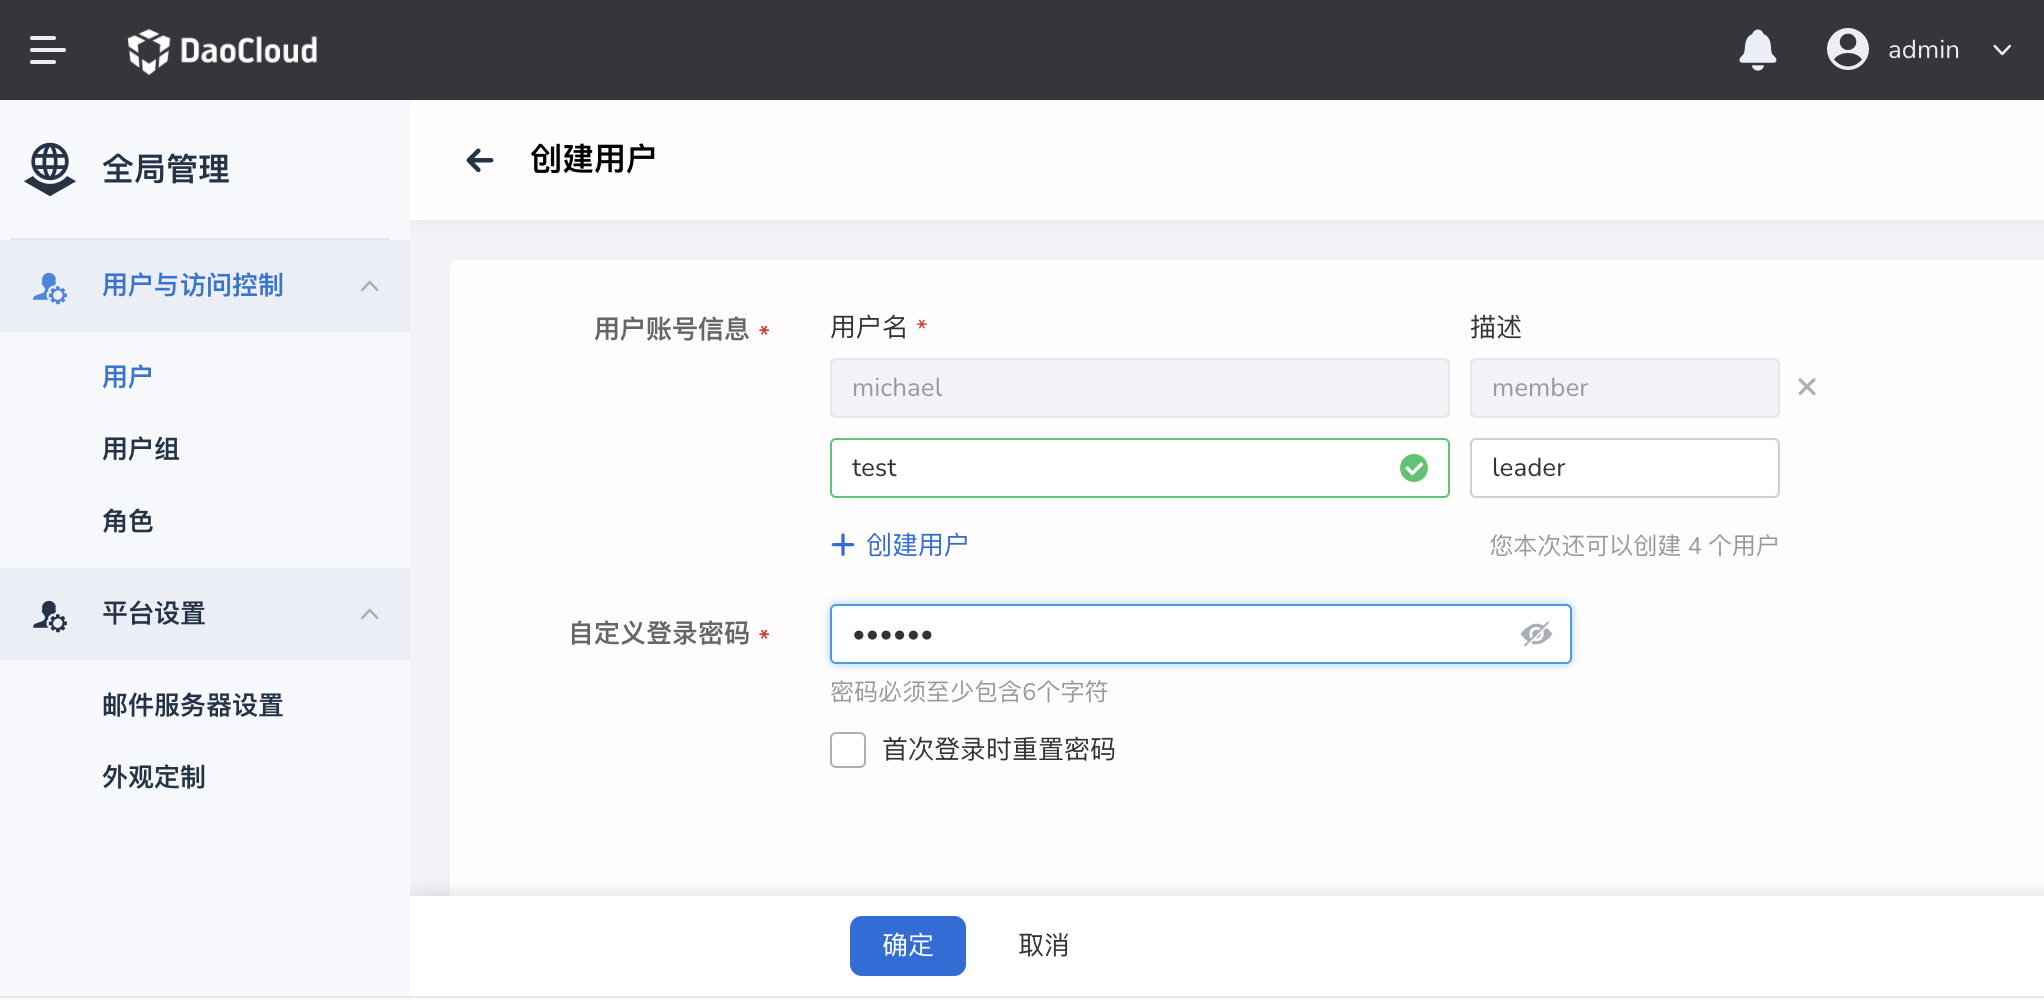 DaoCloud
admin
全局管理
用户与访问控制
用户
用户组
角色
平台设置
邮件服务器设置
外观定制
创建用户
用户账号信息 *
用户名 *
描述
michael
member
test
leader
+ 创建用户
您本次还可以创建 4 个用户
自定义登录密码 *
••••••
密码必须至少包含6个字符
首次登录时重置密码
确定
取消